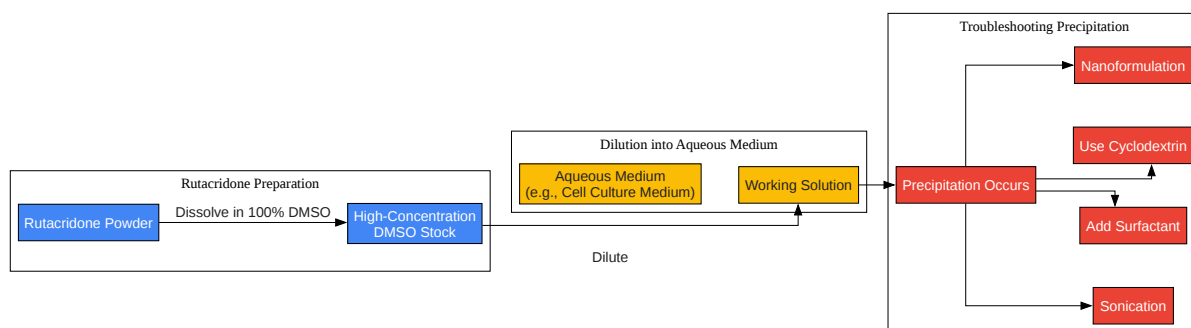 Rutacridone Preparation
Rutacridone Powder
Dissolve in 100% DMSO
High-Concentration
DMSO Stock
Dilute
Dilution into Aqueous Medium
Aqueous Medium
(e.g., Cell Culture Medium)
Working Solution
Troubleshooting Precipitation
Precipitation Occurs
Nanoformulation
Use Cyclodextrin
Add Surfactant
Sonication